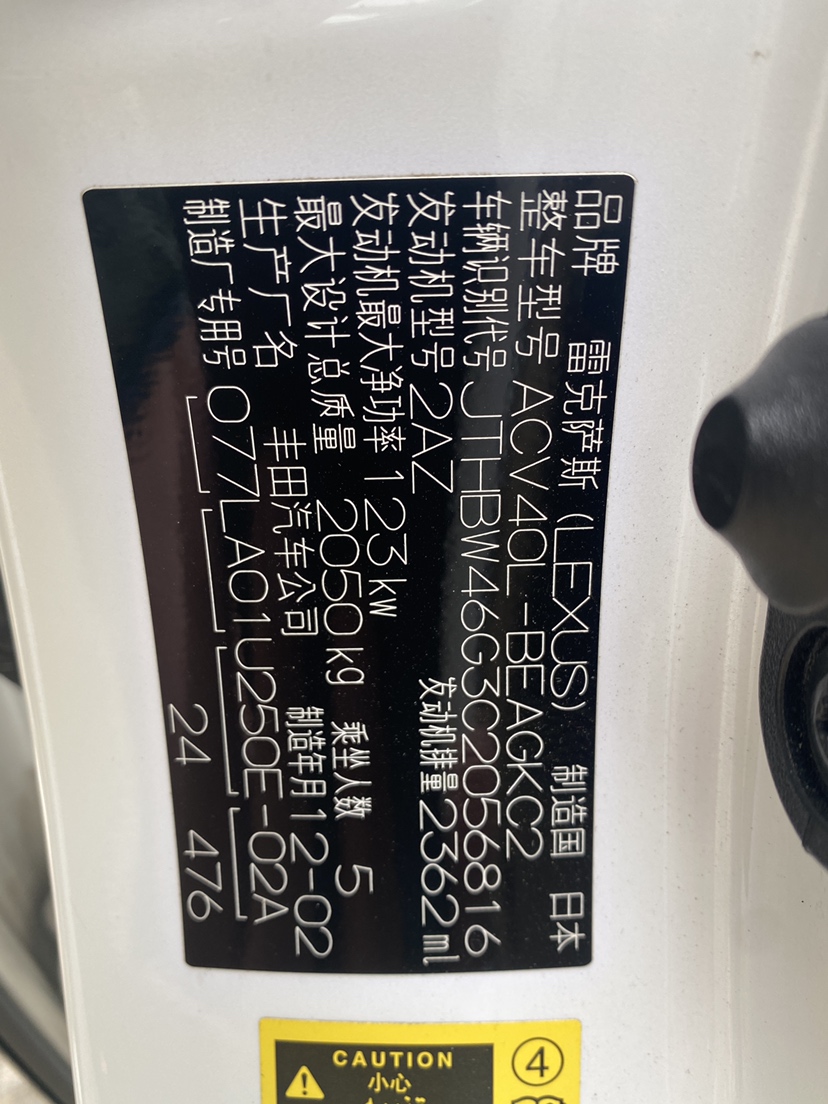 品牌 雷克萨斯 (LEXUS) 制造国 日本
整车型号 ACV40L-BEAGKC2
车辆识别代号 JTHBW46G3C2056816
发动机型号 2AZ 发动机排量 2362ml
发动机最大净功率 123kw
最大设计总质量 2050kg 乘坐人数 5
生产厂名 丰田汽车公司 制造年月 12-02
制造厂专用号 077LA01U250E-02A
24 476
CAUTION
小心
4